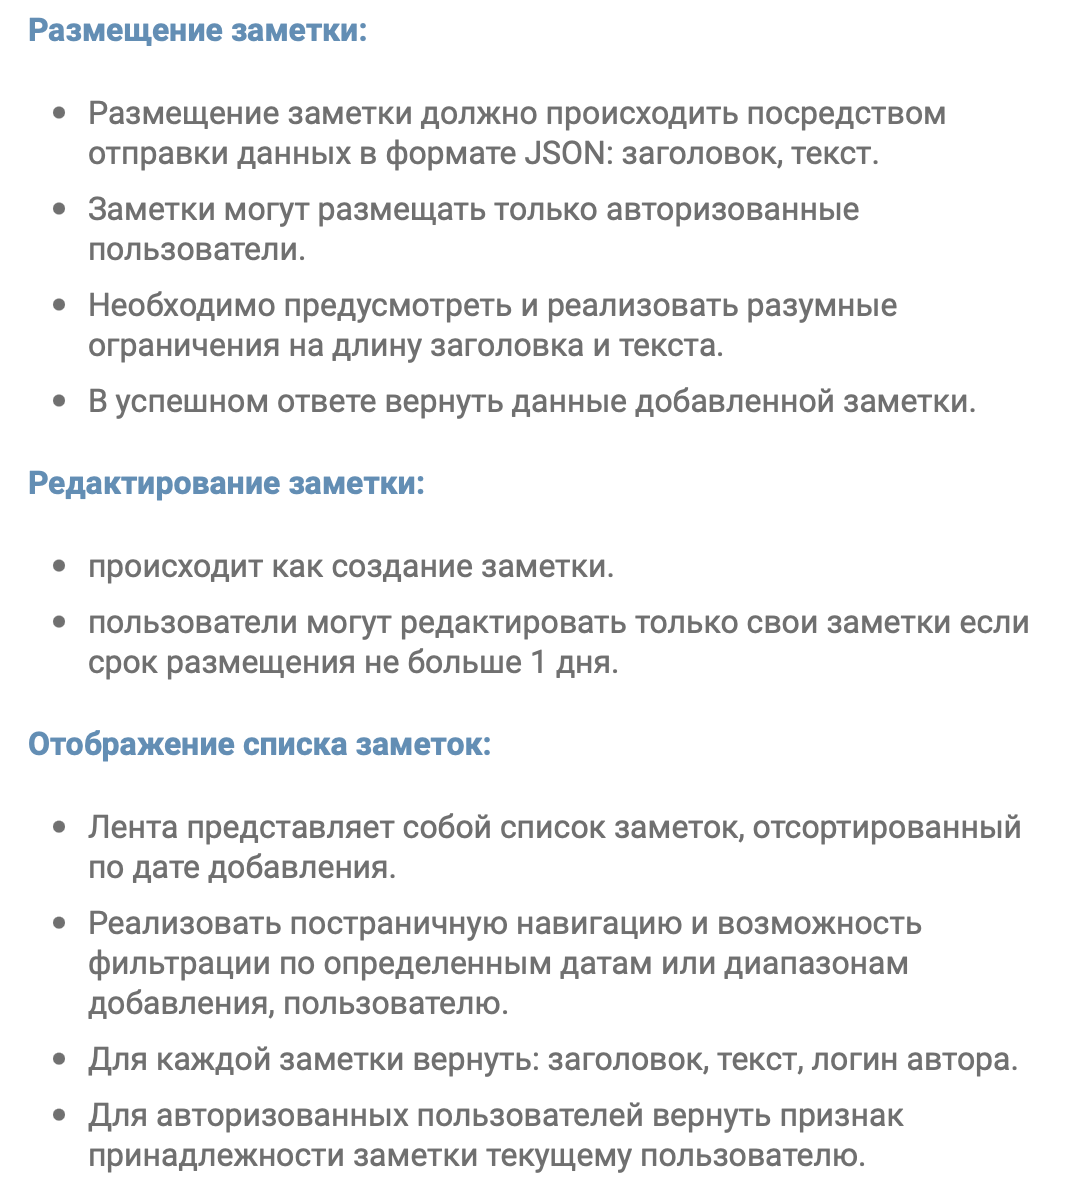 Размещение заметки:
• Размещение заметки должно происходить посредством
отправки данных в формате JSON: заголовок, текст.
• Заметки могут размещать только авторизованные
пользователи.
• Необходимо предусмотреть и реализовать разумные
ограничения на длину заголовка и текста.
• В успешном ответе вернуть данные добавленной заметки.
Редактирование заметки:
• происходит как создание заметки.
• пользователи могут редактировать только свои заметки если
срок размещения не больше 1 дня.
Отображение списка заметок:
• Лента представляет собой список заметок, отсортированный
по дате добавления.
• Реализовать постраничную навигацию и возможность
фильтрации по определенным датам или диапазонам
добавления, пользователю.
• Для каждой заметки вернуть: заголовок, текст, логин автора.
• Для авторизованных пользователей вернуть признак
принадлежности заметки текущему пользователю.